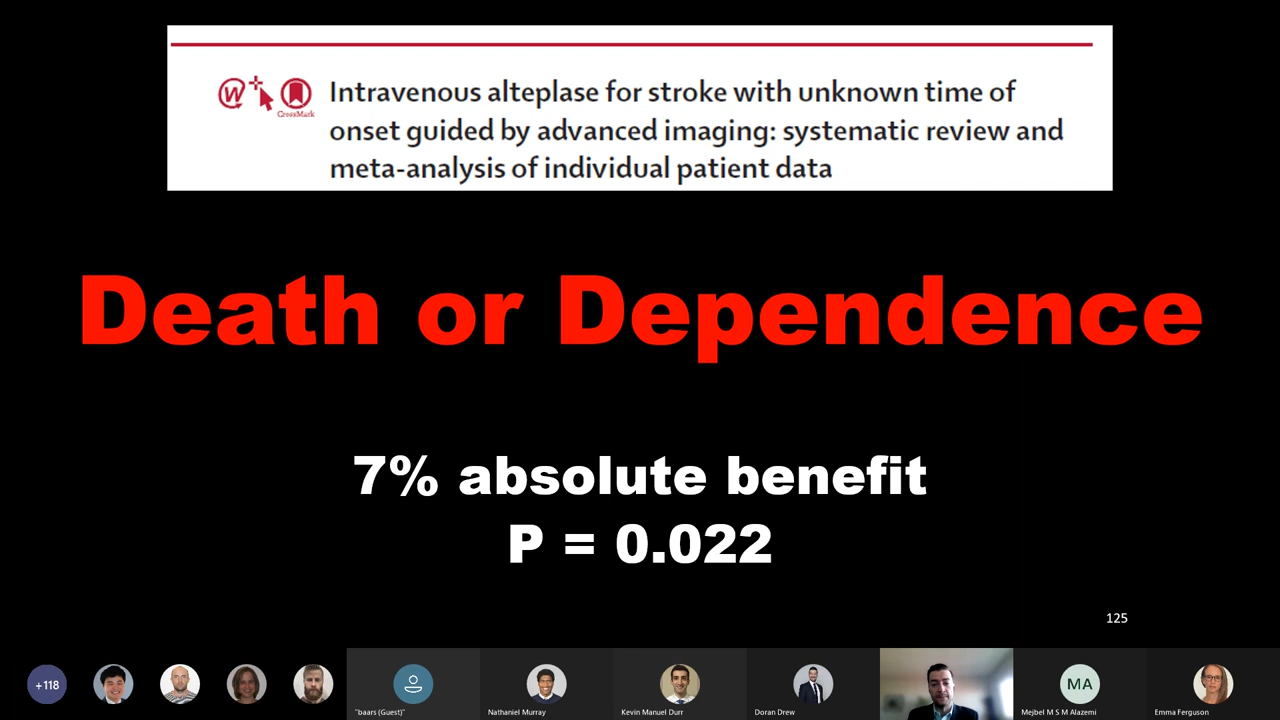 W
CrossMark
Intravenous alteplase for stroke with unknown time of
onset guided by advanced imaging: systematic review and
meta-analysis of individual patient data
Death or Dependence
7% absolute benefit
P = 0.022
125
+118
"baars (Guest)"
Nathaniel Murray
Kevin Manuel Durr
Doran Drew
MA
Mejbel M S M Alazemi
Emma Ferguson